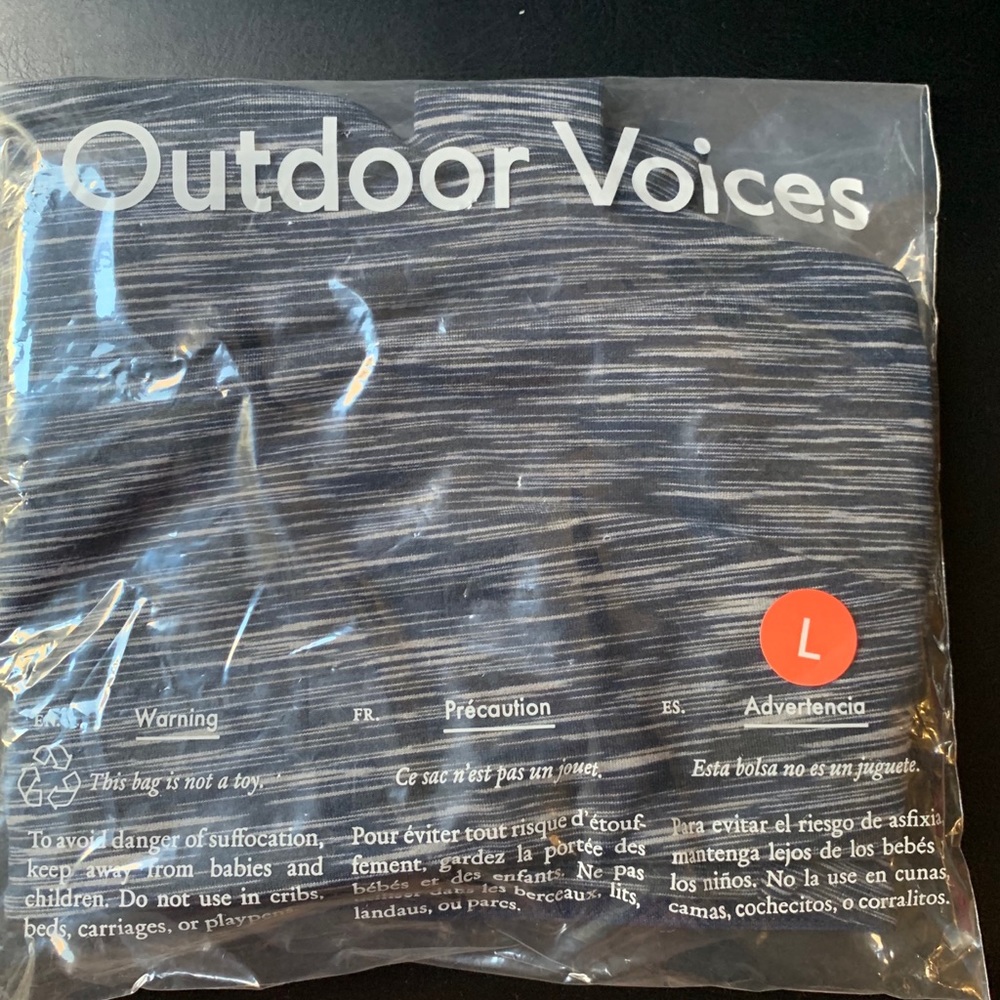 Outdoor Voices
L
EN. Warning
This bag is not a toy.
To avoid danger of suffocation,
keep away from babies and
children. Do not use in cribs,
beds, carriages, or
FR. Précaution
Ce sac n'est pas un jouet.
Pour éviter tout risque d'étouf-
fement, gardez la portée des
bébés et des enfants. Ne pas
dans les berceaux, lits,
landaus, ou parcs.
ES. Advertencia
Esta bolsa no es un juguete.
Para evitar el riesgo de asfixia
mantenga lejos de los bebés
los niños. No la use en cunas,
camas, cochecitos, o corralitos.